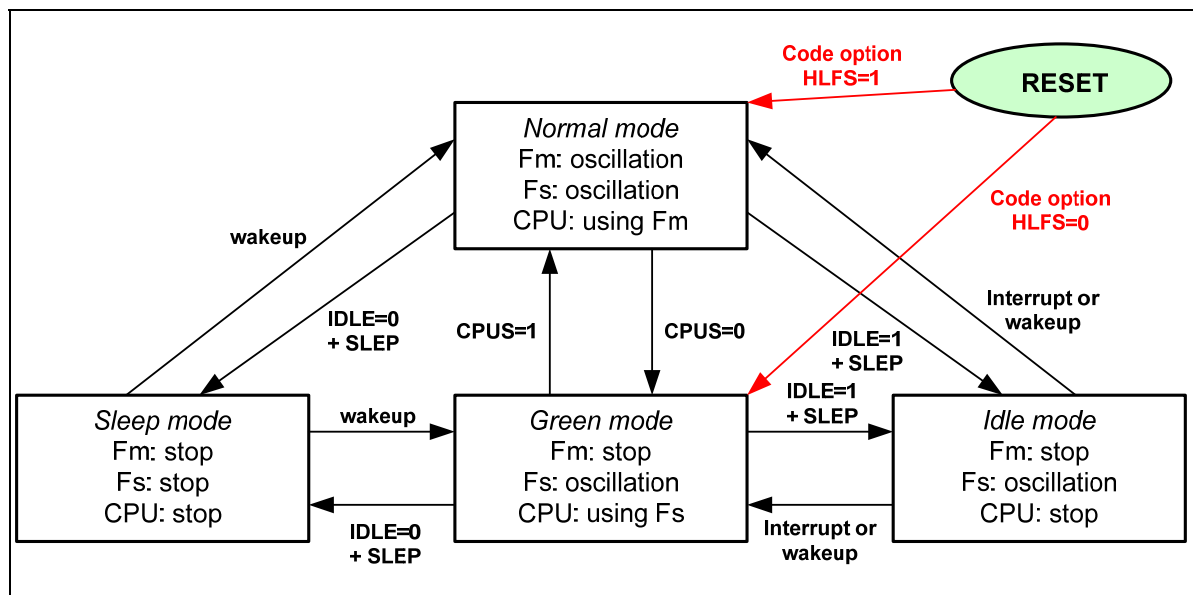 Code option
HLFS=1
RESET
Normal mode
Fm: oscillation
Fs: oscillation
CPU: using Fm
Code option
HLFS=0
wakeup
IDLE=0
+ SLEP
CPUS=1
CPUS=0
Interrupt or
wakeup
IDLE=1
+ SLEP
IDLE=1
+ SLEP
Sleep mode
Fm: stop
Fs: stop
CPU: stop
wakeup
Green mode
Fm: stop
Fs: oscillation
CPU: using Fs
Idle mode
Fm: stop
Fs: oscillation
CPU: stop
IDLE=0
+ SLEP
Interrupt or
wakeup